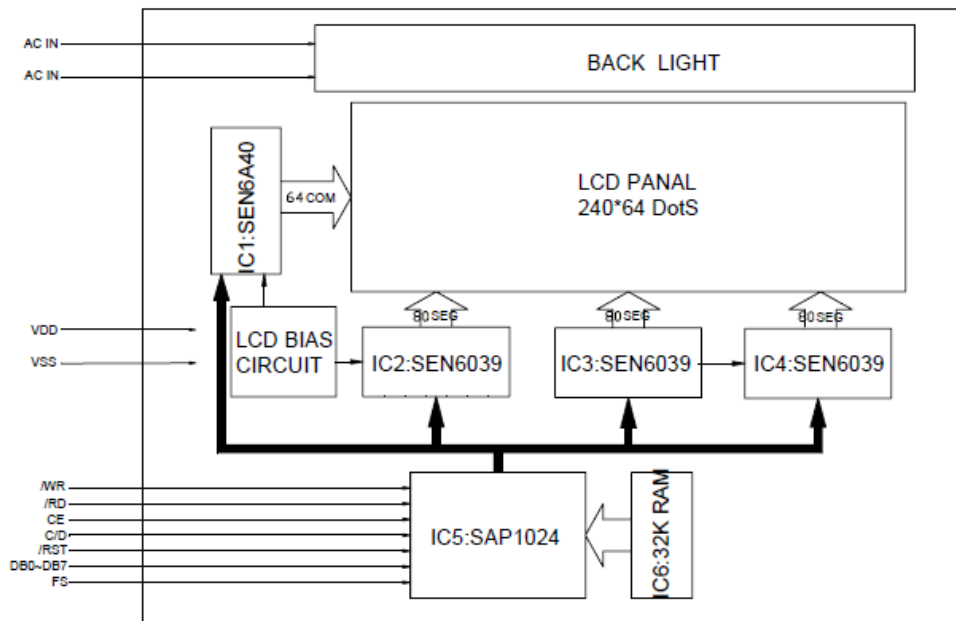 AC IN
AC IN
BACK LIGHT
IC1:SEN6A40
64 COM
LCD PANAL
240*64 DotS
VDD
VSS
LCD BIAS
CIRCUIT
80SEG
IC2:SEN6039
80SEG
IC3:SEN6039
80SEG
IC4:SEN6039
/WR
/RD
CE
C/D
/RST
DB0~DB7
FS
IC5:SAP1024
IC6:32K RAM